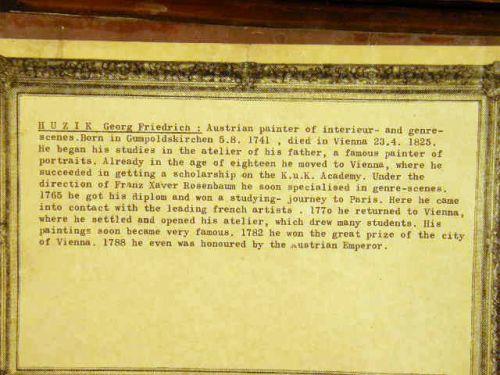 H U Z I K  Georg Friedrich : Austrian painter of interieur- and genre-
scenes.Born in Gumpoldskirchen 5.8. 1741 , died in Vienna 23.4. 1825.
He began his studies in the atelier of his father, a famous painter of
portraits. Already in the age of eighteen he moved to Vienna, where he
succeeded in getting a scholarship on the K.u.K. Academy. Under the
direction of Franz Xaver Rosenbaum he soon specialised in genre-scenes.
1765 he got his diplom and won a studying- journey to Paris. Here he came
into contact with the leading french artists . 177o he returned to Vienna,
where he settled and opened his atelier, which drew many students. His
paintings soon became very famous. 1782 he won the great prize of the city
of Vienna. 1788 he even was honoured by the Austrian Emperor.